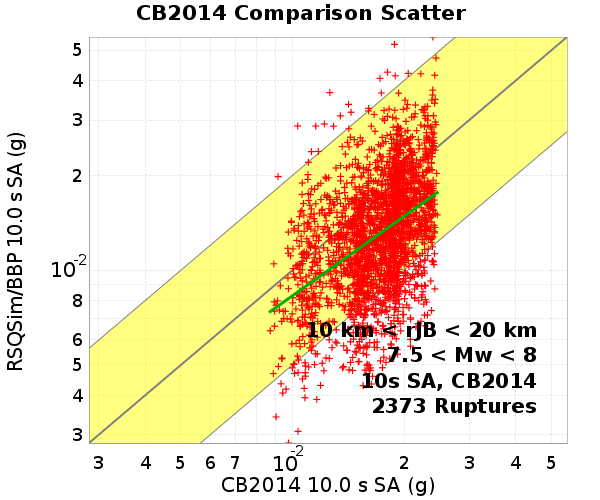 CB2014 Comparison Scatter
RSQSim/BBP 10.0 s SA (g)
5
4
3
2
10-2
8
6
5
4
3
10 km < rJB < 20 km
7.5 < Mw < 8
10s SA, CB2014
2373 Ruptures
3 4 5 6 7 10-2 2 3 4 5
CB2014 10.0 s SA (g)